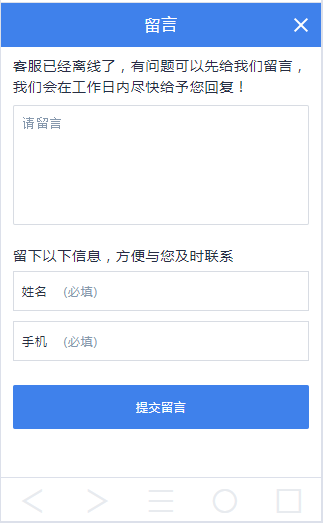 留言
客服已经离线了，有问题可以先给我们留言，
我们会在工作日内尽快给予您回复！
请留言
留下以下信息，方便与您及时联系
姓名 (必填)
手机 (必填)
提交留言